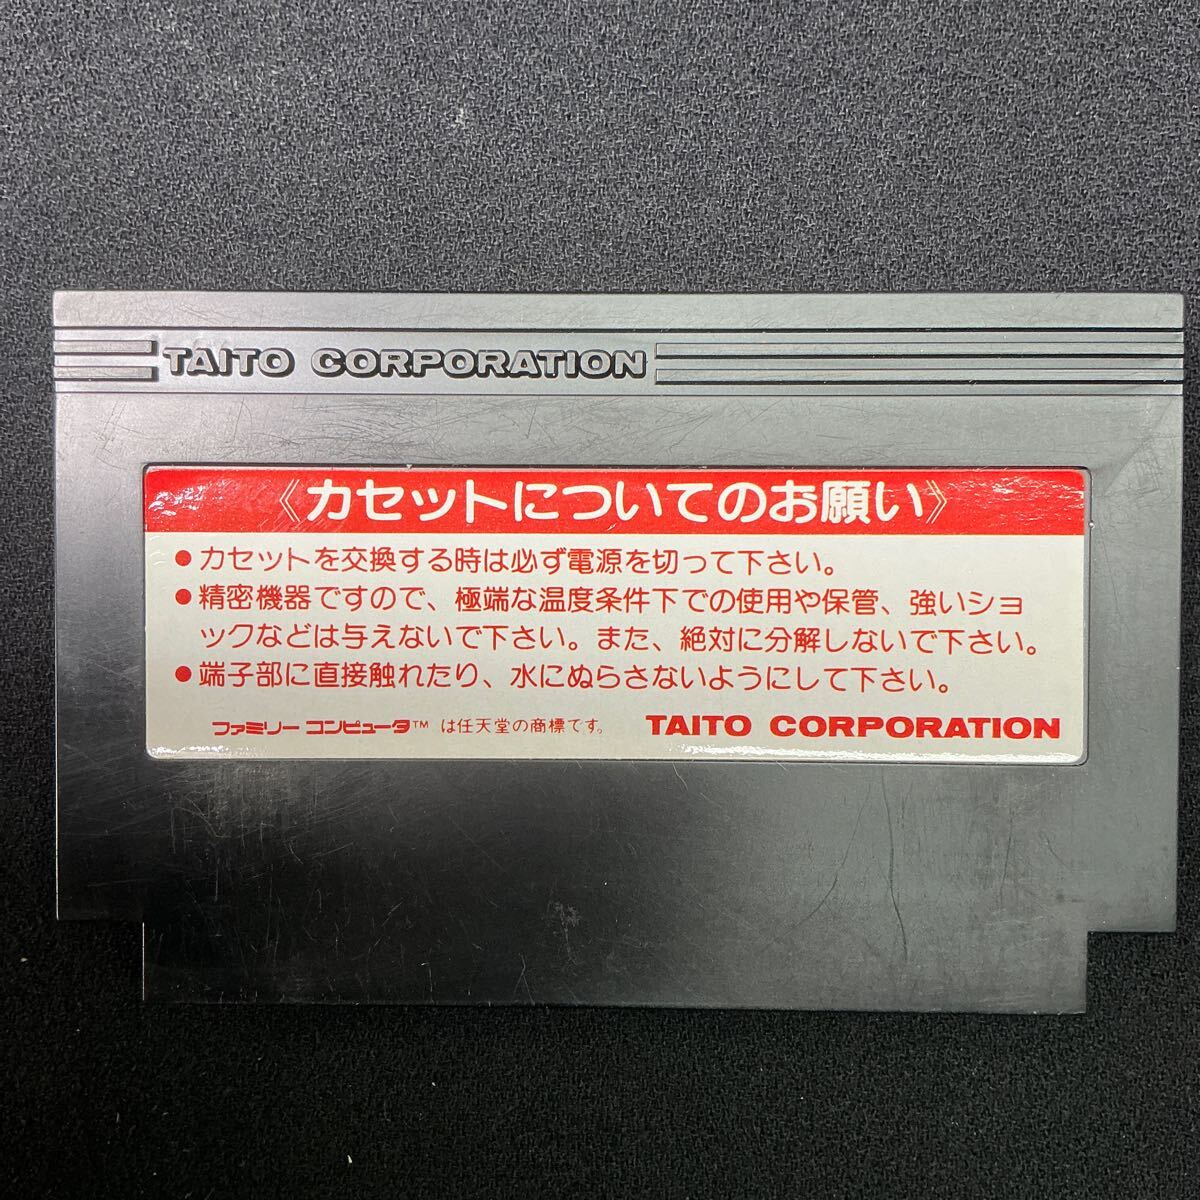 TAITO CORPORATION
《カセットについてのお願い》
●カセットを交換する時は必ず電源を切って下さい。
●精密機器ですので、極端な温度条件下での使用や保管、強いショ
ックなどは与えないで下さい。また、絶対に分解しないで下さい。
●端子部に直接触れたり、水にぬらさないようにして下さい。
ファミリー コンピュータ™ は任天堂の商標です。 TAITO CORPORATION